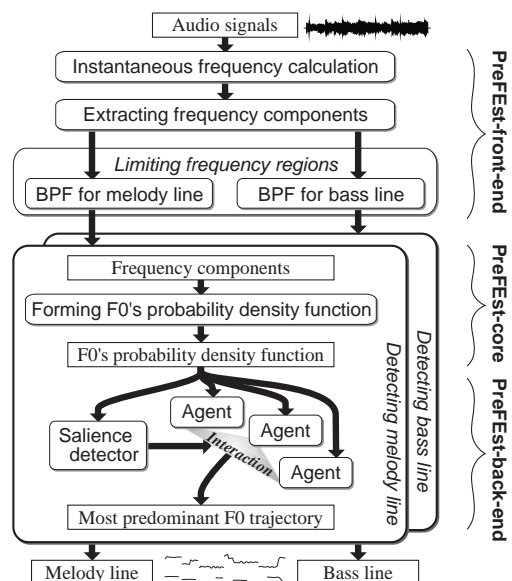 Audio signals
Instantaneous frequency calculation
Extracting frequency components
Limiting frequency regions
BPF for melody line
BPF for bass line
PreFEst-front-end
Frequency components
Forming F0's probability density function
F0's probability density function
PreFEst-core
Salience
detector
Agent
Agent
Agent
Interaction
Most predominant F0 trajectory
Detecting melody line
Detecting bass line
PreFEst-back-end
Melody line
Bass line